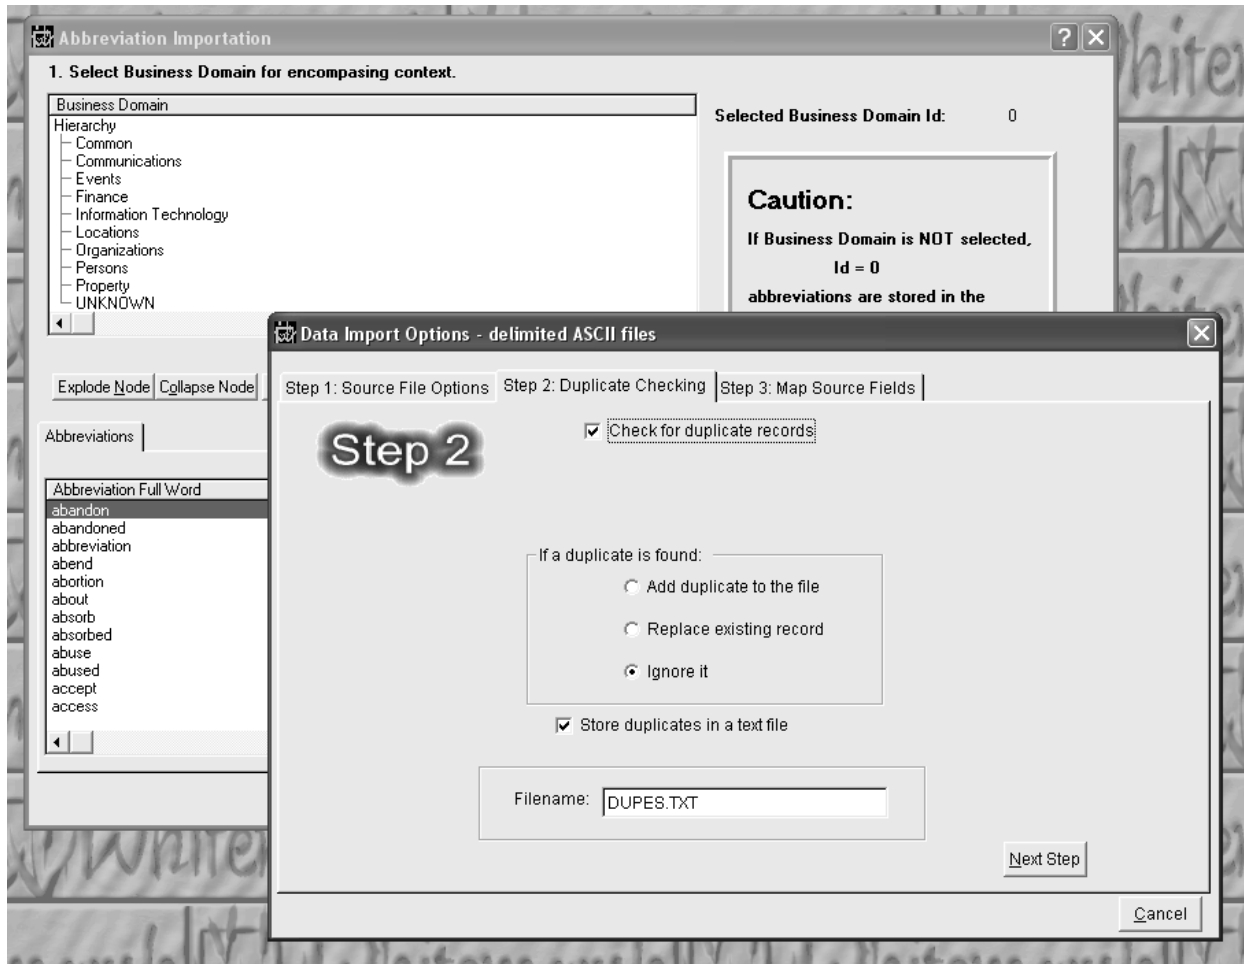 Abbreviation Importation
1. Select Business Domain for encompasing context.
Business Domain
Hierarchy
Common
Communications
Events
Finance
Information Technology
Locations
Organizations
Persons
Property
UNKNOWN
Selected Business Domain Id: 0
Caution:
If Business Domain is NOT selected,
Id = 0
abbreviations are stored in the
Explode Node
Collapse Node
Abbreviations
Abbreviation Full Word
abandon
abandoned
abbreviation
abend
abortion
about
absorb
absorbed
abuse
abused
accept
access
Data Import Options - delimited ASCII files
Step 1: Source File Options
Step 2: Duplicate Checking
Step 3: Map Source Fields
Step 2
Check for duplicate records
If a duplicate is found:
Add duplicate to the file
Replace existing record
Ignore it
Store duplicates in a text file
Filename: DUPES.TXT
Next Step
Cancel